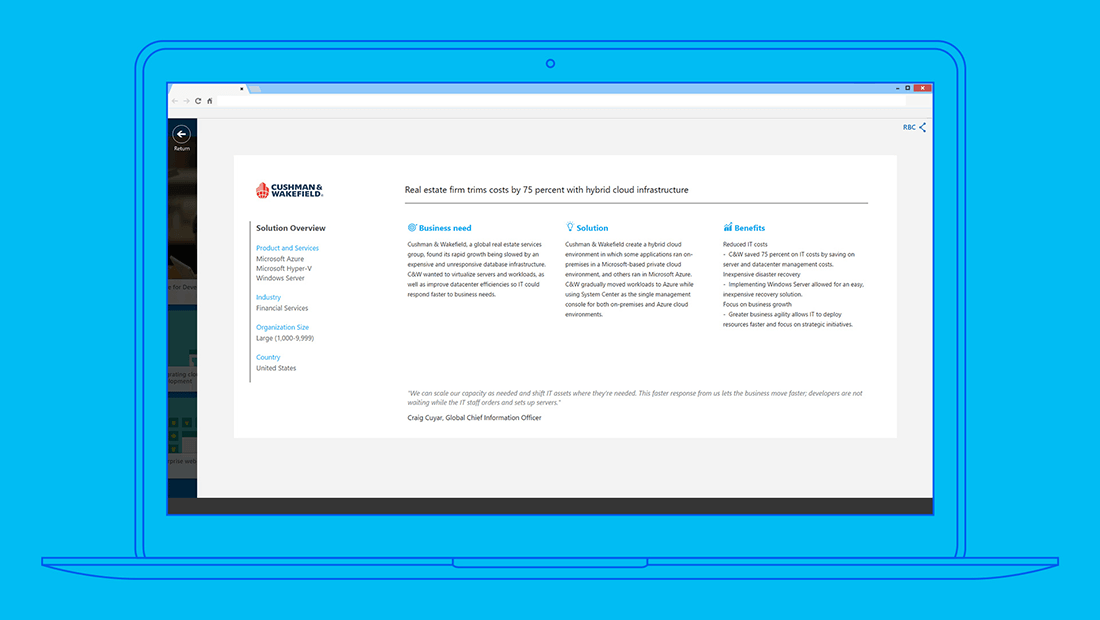 RBC
Return
CUSHMAN &
WAKEFIELD.
Real estate firm trims costs by 75 percent with hybrid cloud infrastructure
Solution Overview
Product and Services
Microsoft Azure
Microsoft Hyper-V
Windows Server
Industry
Financial Services
Organization Size
Large (1,000-9,999)
Country
United States
Business need
Cushman & Wakefield, a global real estate services
group, found its rapid growth being slowed by an
expensive and unresponsive database infrastructure.
C&W wanted to virtualize servers and workloads, as
well as improve datacenter efficiencies so IT could
respond faster to business needs.
Solution
Cushman & Wakefield create a hybrid cloud
environment in which some applications ran on-
premises in a Microsoft-based private cloud
environment, and others ran in Microsoft Azure.
C&W gradually moved workloads to Azure while
using System Center as the single management
console for both on-premises and Azure cloud
environments.
Benefits
Reduced IT costs
- C&W saved 75 percent on IT costs by saving on
server and datacenter management costs.
Inexpensive disaster recovery
- Implementing Windows Server allowed for an easy,
inexpensive recovery solution.
Focus on business growth
- Greater business agility allows IT to deploy
resources faster and focus on strategic initiatives.
"We can scale our capacity as needed and shift IT assets where they're needed. This faster response from us lets the business move faster; developers are not
waiting while the IT staff orders and sets up servers."
Craig Cuyar, Global Chief Information Officer